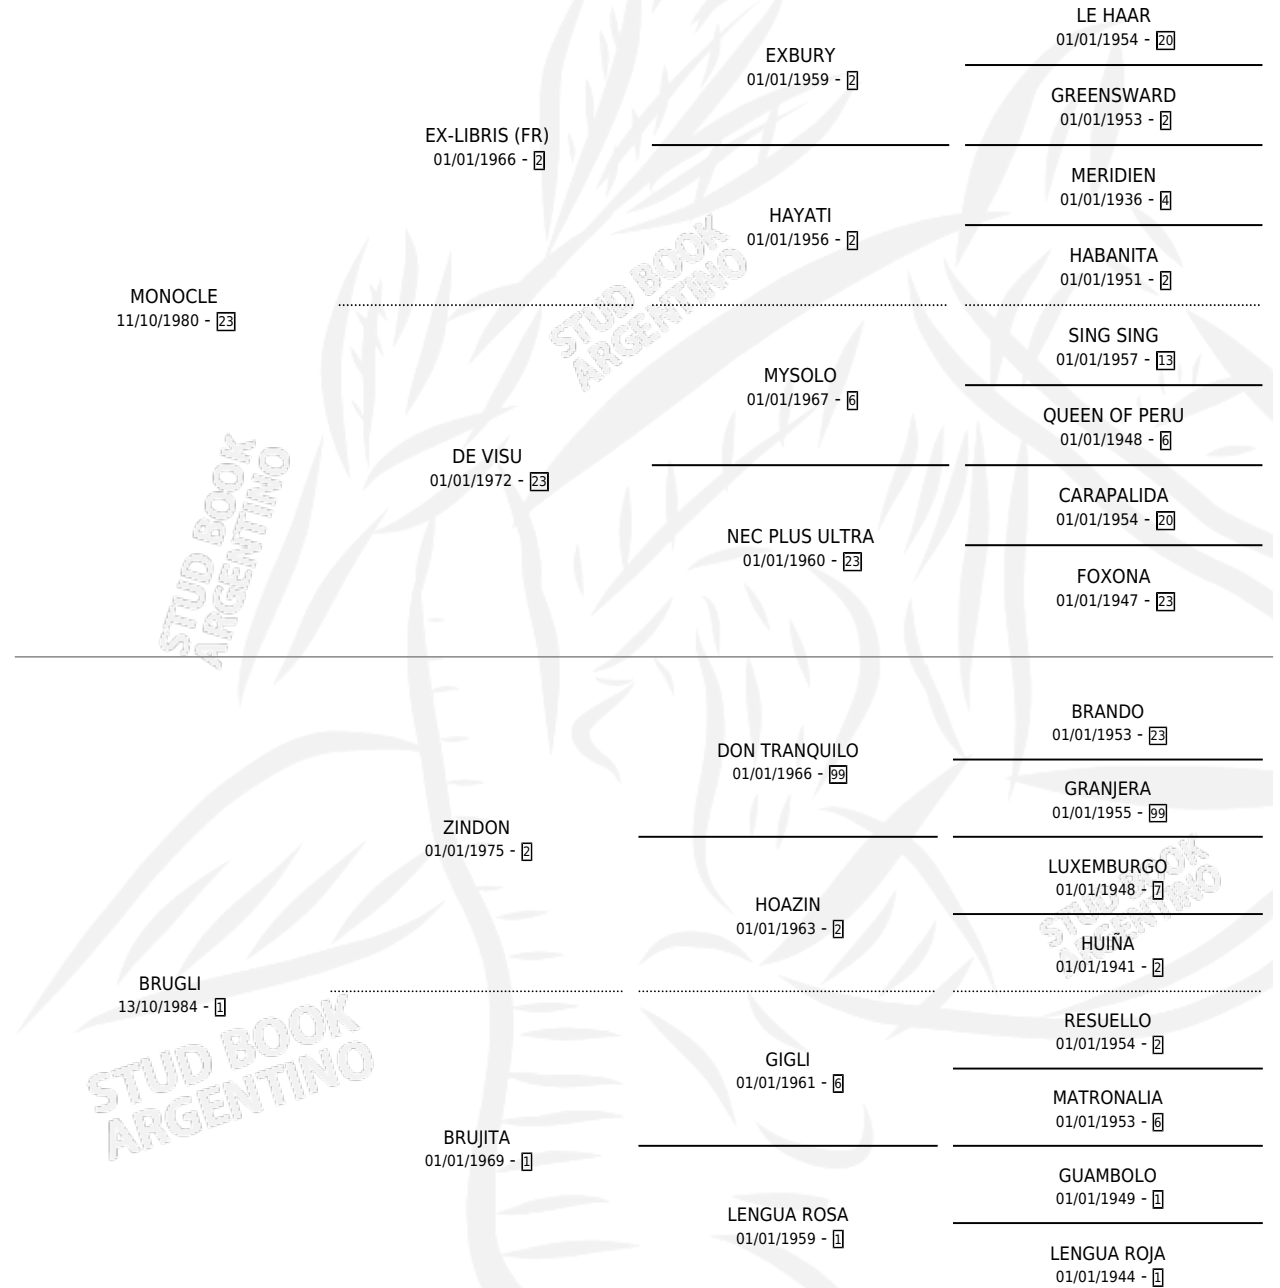 LE HAAR
01/01/1954 - 20
EXBURY
01/01/1959 - 2
GREENSWARD
01/01/1953 - 2
EX-LIBRIS (FR)
01/01/1966 - 2
MERIDIEN
01/01/1936 - 4
HAYATI
01/01/1956 - 2
HABANITA
01/01/1951 - 2
MONOCLE
11/10/1980 - 23
SING SING
01/01/1957 - 13
MYSOLO
01/01/1967 - 6
QUEEN OF PERU
01/01/1948 - 6
DE VISU
01/01/1972 - 23
CARAPALIDA
01/01/1954 - 20
NEC PLUS ULTRA
01/01/1960 - 23
FOXONA
01/01/1947 - 23
BRANDO
01/01/1953 - 23
DON TRANQUILO
01/01/1966 - 99
GRANJERA
01/01/1955 - 99
ZINDON
01/01/1975 - 2
LUXEMBURGO
01/01/1948 - 7
HOAZIN
01/01/1963 - 2
HUIÑA
01/01/1941 - 2
BRUGLI
13/10/1984 - 1
RESUELLO
01/01/1954 - 2
GIGLI
01/01/1961 - 6
MATRONALIA
01/01/1953 - 6
BRUJITA
01/01/1969 - 1
GUAMBOLO
01/01/1949 - 1
LENGUA ROSA
01/01/1959 - 1
LENGUA ROJA
01/01/1944 - 1
STUD BOOK
ARGENTINO
STUD BOOK
ARGENTINO
STUD BOOK
ARGENTINO
STUD BOOK
ARGENTINO